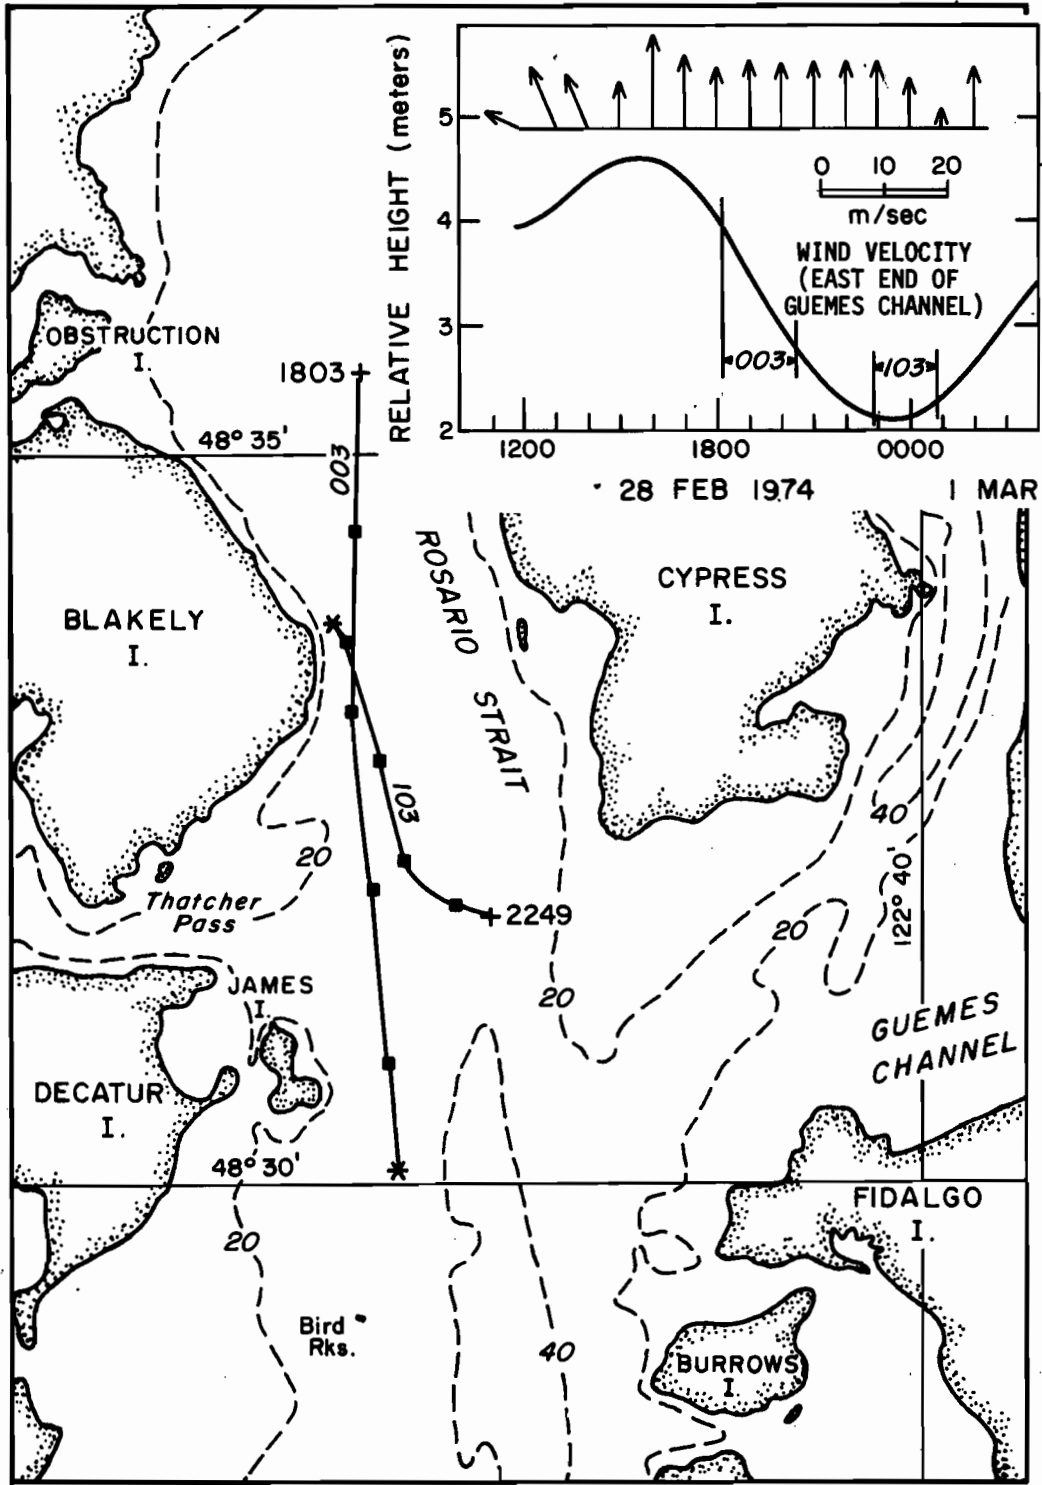 RELATIVE HEIGHT (meters)
5
4
3
2
0 10 20
m/sec
WIND VELOCITY
(EAST END OF
GUEMES CHANNEL)
003
103
1200 1800 0000
28 FEB 1974 1 MAR
OBSTRUCTION
I.
1803
48° 35'
003
ROSARIO STRAIT
CYPRESS
I.
BLAKELY
I.
103
40
20
122° 40'
Thatcher
Pass
2249
20
20
JAMES
I.
GUEMES
CHANNEL
DECATUR
I.
48° 30'
FIDALGO
I.
20
Bird
Rks.
40
BURROWS
I